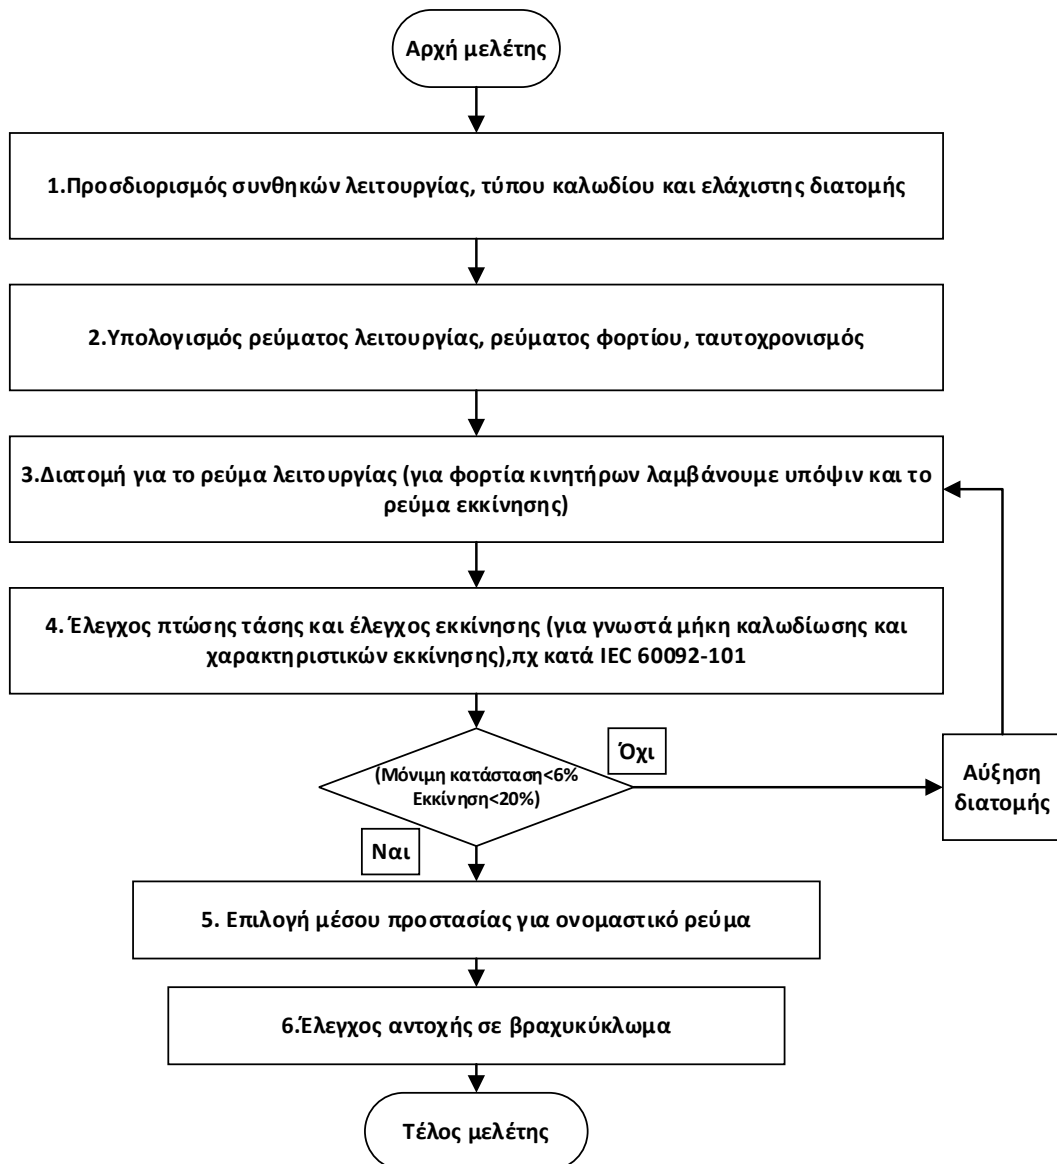 Αρχή μελέτης
1.Προσδιορισμός συνθηκών λειτουργίας, τύπου καλωδίου και ελάχιστης διατομής
2.Υπολογισμός ρεύματος λειτουργίας, ρεύματος φορτίου, ταυτοχρονισμός
3.Διατομή για το ρεύμα λειτουργίας (για φορτία κινητήρων λαμβάνουμε υπόψιν και το
ρεύμα εκκίνησης)
4. Έλεγχος πτώσης τάσης και έλεγχος εκκίνησης (για γνωστά μήκη καλωδίωσης και
χαρακτηριστικών εκκίνησης),πχ κατά IEC 60092-101
(Μόνιμη κατάσταση<6%
Εκκίνηση<20%)
Όχι
Αύξηση
διατομής
Ναι
5. Επιλογή μέσου προστασίας για ονομαστικό ρεύμα
6.Έλεγχος αντοχής σε βραχυκύκλωμα
Τέλος μελέτης